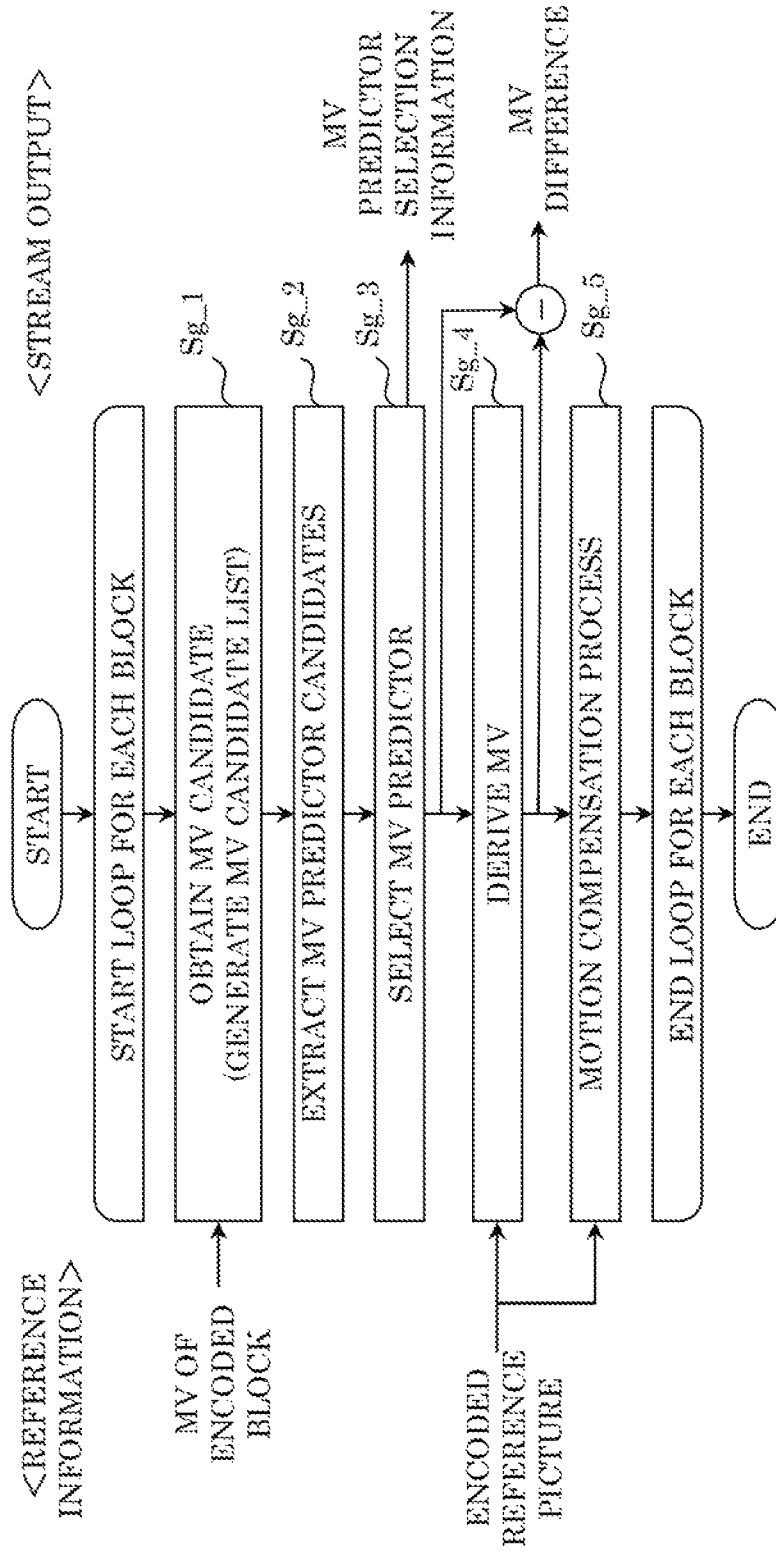 <REFERENCE
INFORMATION>
<STREAM OUTPUT>
START
START LOOP FOR EACH BLOCK
MV OF
ENCODED
BLOCK
OBTAIN MV CANDIDATE
(GENERATE MV CANDIDATE LIST)
Sg_1
EXTRACT MV PREDICTOR CANDIDATES
Sg_2
SELECT MV PREDICTOR
Sg_3
MV
PREDICTOR
SELECTION
INFORMATION
ENCODED
REFERENCE
PICTURE
DERIVE MV
Sg_4
−
MV
DIFFERENCE
MOTION COMPENSATION PROCESS
Sg_5
END LOOP FOR EACH BLOCK
END